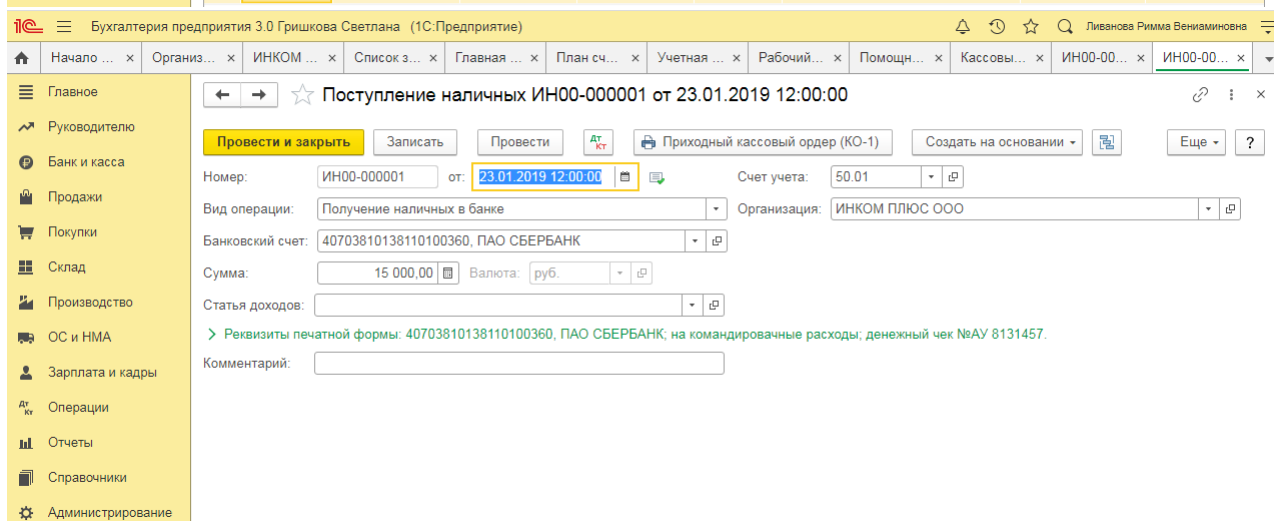 1С Бухгалтерия предприятия 3.0 Гришкова Светлана (1С:Предприятие) Ливанова Римма Вениаминовна
Начало ... × Организ... × ИНКОМ ... × Список з... × Главная ... × План сч... × Учетная ... × Рабочий... × Помощн... × Кассовы... × ИН00-00... × ИН00-00... ×
Главное
Руководителю
Банк и касса
Продажи
Покупки
Склад
Производство
ОС и НМА
Зарплата и кадры
Операции
Отчеты
Справочники
Администрирование
Поступление наличных ИН00-000001 от 23.01.2019 12:00:00
Провести и закрыть Записать Провести Дт Кт Приходный кассовый ордер (КО-1) Создать на основании Еще ?
Номер: ИН00-000001 от: 23.01.2019 12:00:00 Счет учета: 50.01
Вид операции: Получение наличных в банке Организация: ИНКОМ ПЛЮС ООО
Банковский счет: 40703810138110100360, ПАО СБЕРБАНК
Сумма: 15 000,00 Валюта: руб.
Статья доходов:
Реквизиты печатной формы: 40703810138110100360, ПАО СБЕРБАНК; на командировачные расходы; денежный чек №АУ 8131457.
Комментарий: